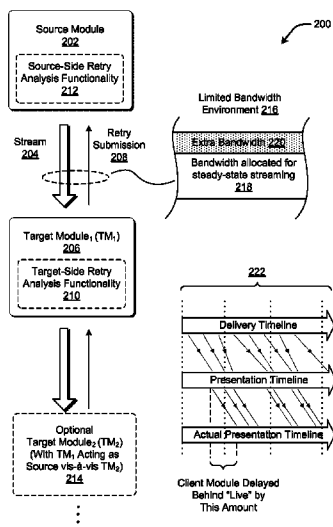 200
Source Module
202
Source-Side Retry
Analysis Functionality
212
Stream
204
Retry
Submission
208
Limited Bandwidth
Environment 216
Extra Bandwidth 220
Bandwidth allocated for
steady-state streaming
218
Target Module1 (TM1)
206
Target-Side Retry
Analysis Functionality
210
222
Delivery Timeline
Presentation Timeline
Actual Presentation Timeline
Client Module Delayed
Behind "Live" by
This Amount
Optional
Target Module2 (TM2)
(With TM1 Acting as
Source vis-à-vis TM2)
214